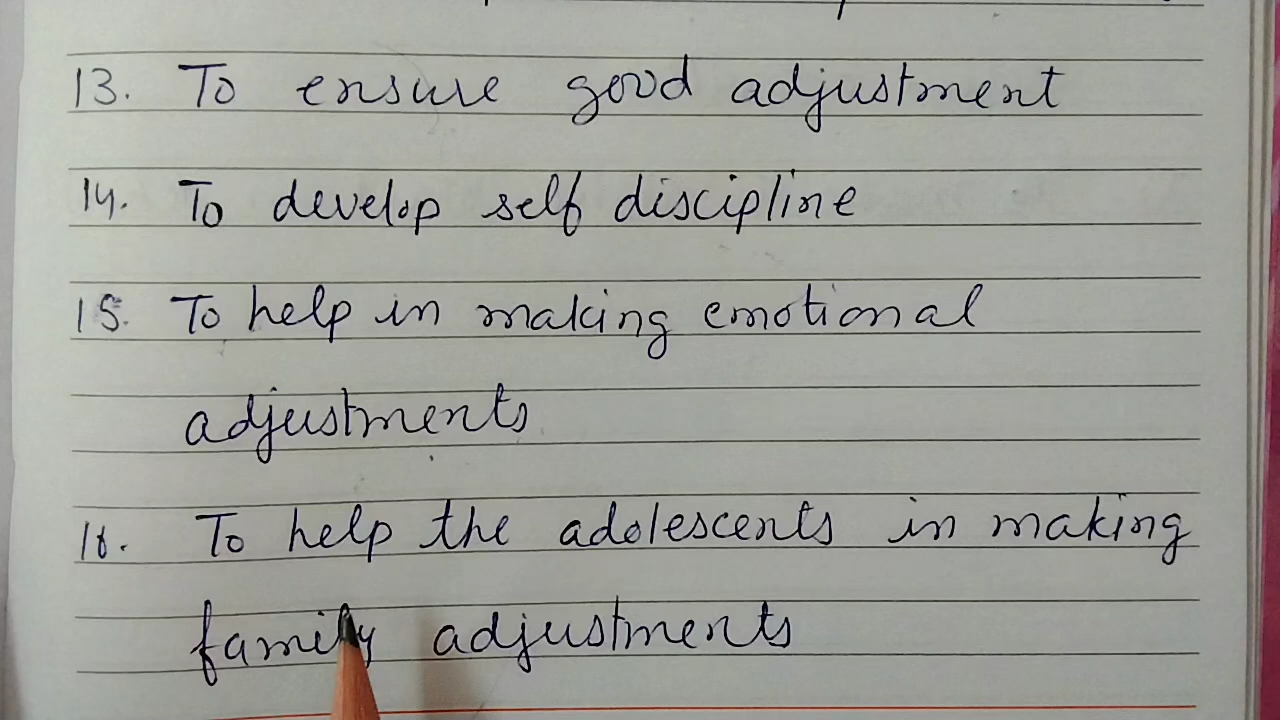 13. To ensure good adjustment
14. To develop self discipline
15. To help in making emotional
adjustments
16. To help the adolescents in making
family adjustments